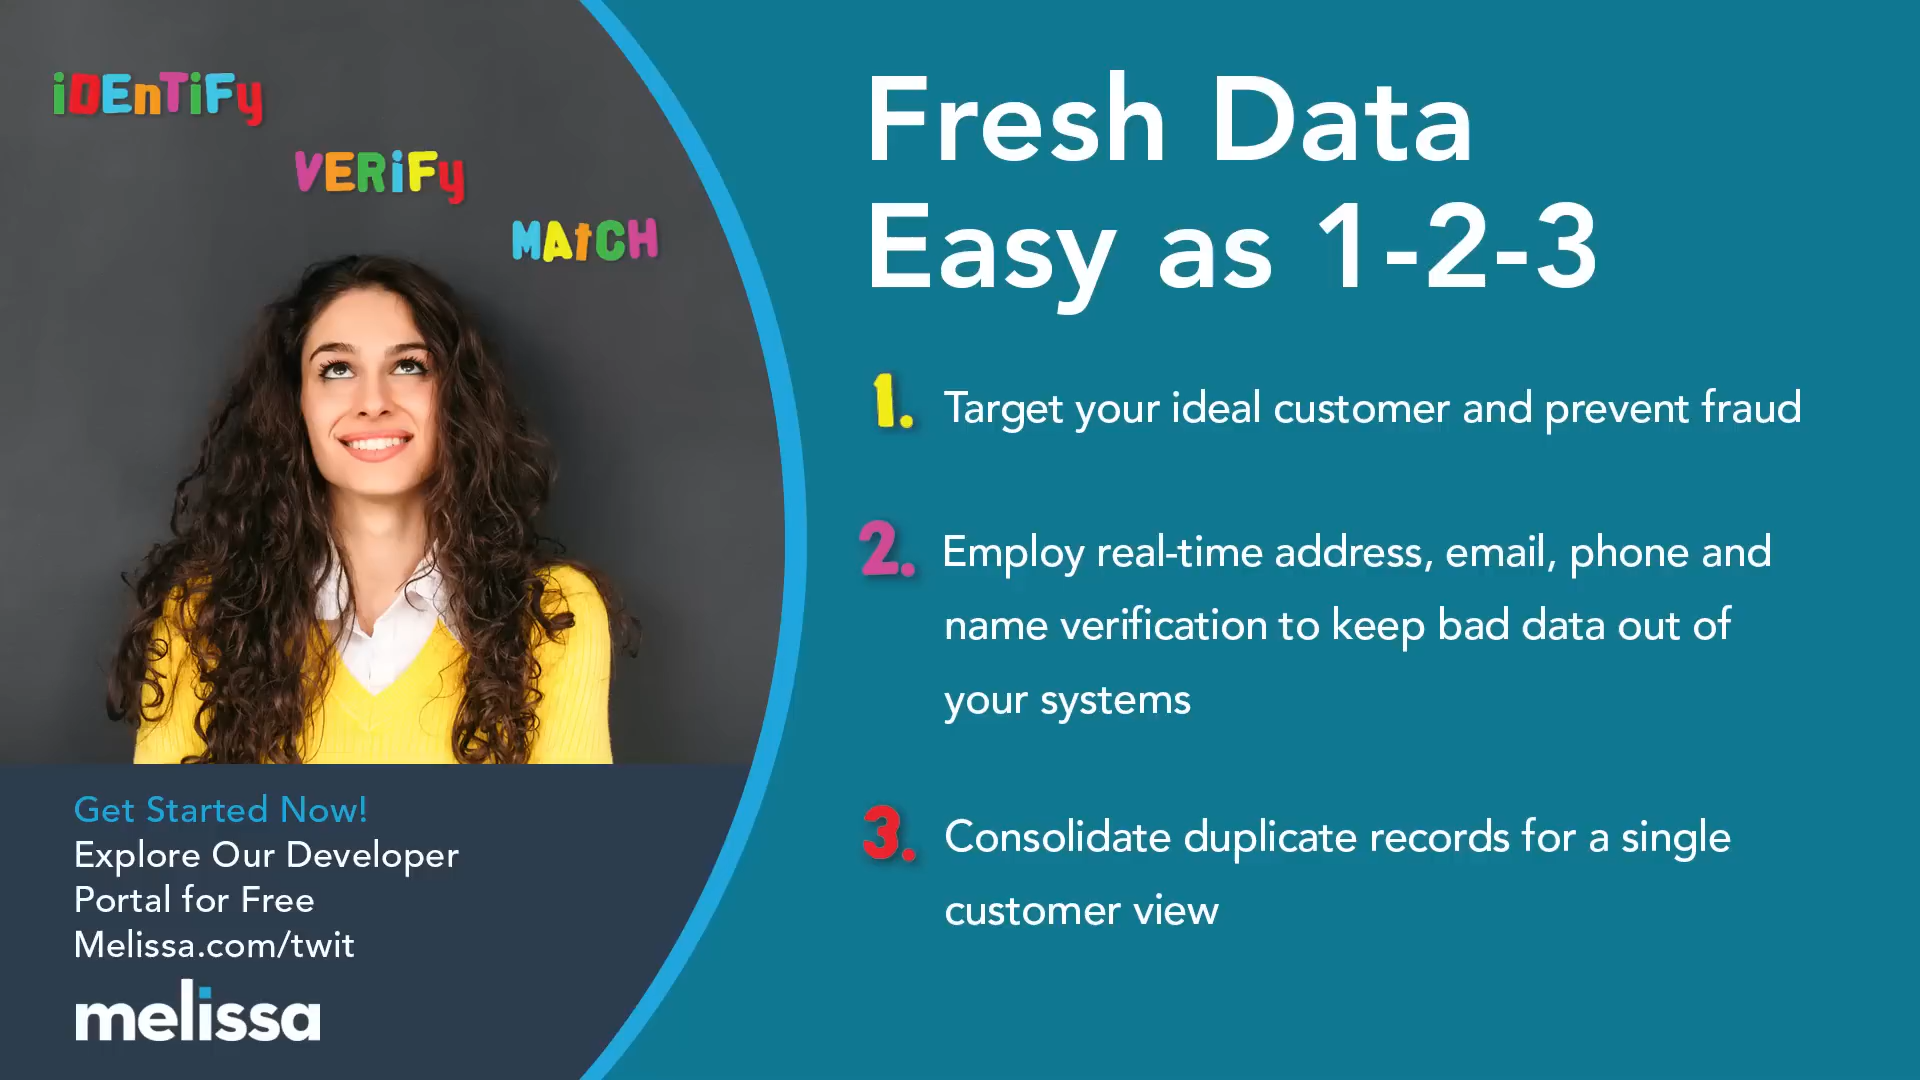 iDEnTiFy
VERiFy
MAtCH
Fresh Data
Easy as 1-2-3
1. Target your ideal customer and prevent fraud
2. Employ real-time address, email, phone and
name verification to keep bad data out of
your systems
3. Consolidate duplicate records for a single
customer view
Get Started Now!
Explore Our Developer
Portal for Free
Melissa.com/twit
melissa